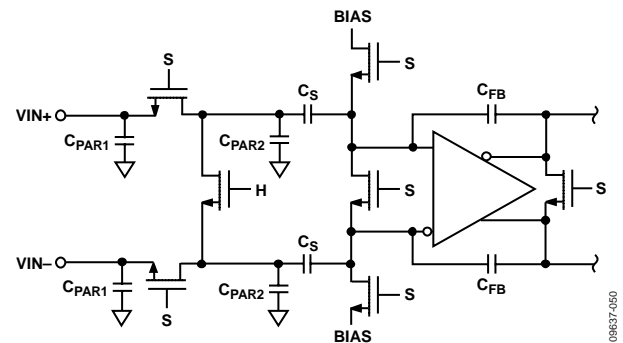 BIAS
S
S
CS
CFB
VIN+
CPAR1
CPAR2
H
S
S
CS
VIN–
CPAR1
CPAR2
S
S
CFB
BIAS
09637-050